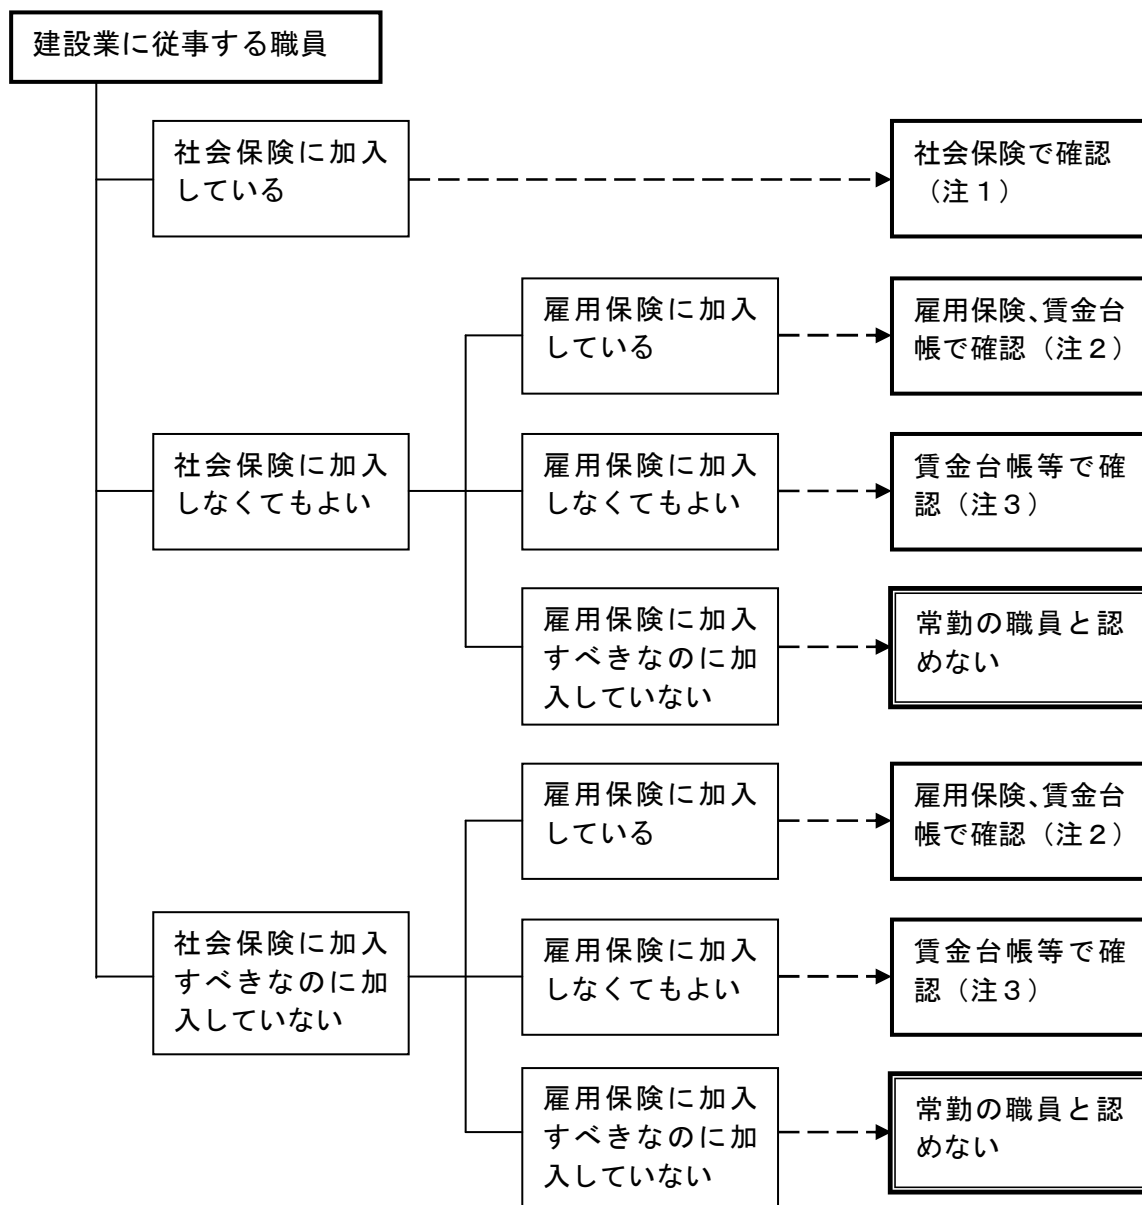 建設業に従事する職員
社会保険に加入
している
社会保険で確認
（注１）
雇用保険に加入
している
雇用保険、賃金台
帳で確認（注２）
社会保険に加入
しなくてもよい
雇用保険に加入
しなくてもよい
賃金台帳等で確
認（注３）
雇用保険に加入
すべきなのに加
入していない
常勤の職員と認
めない
雇用保険に加入
している
雇用保険、賃金台
帳で確認（注２）
社会保険に加入
すべきなのに加
入していない
雇用保険に加入
しなくてもよい
賃金台帳等で確
認（注３）
雇用保険に加入
すべきなのに加
入していない
常勤の職員と認
めない